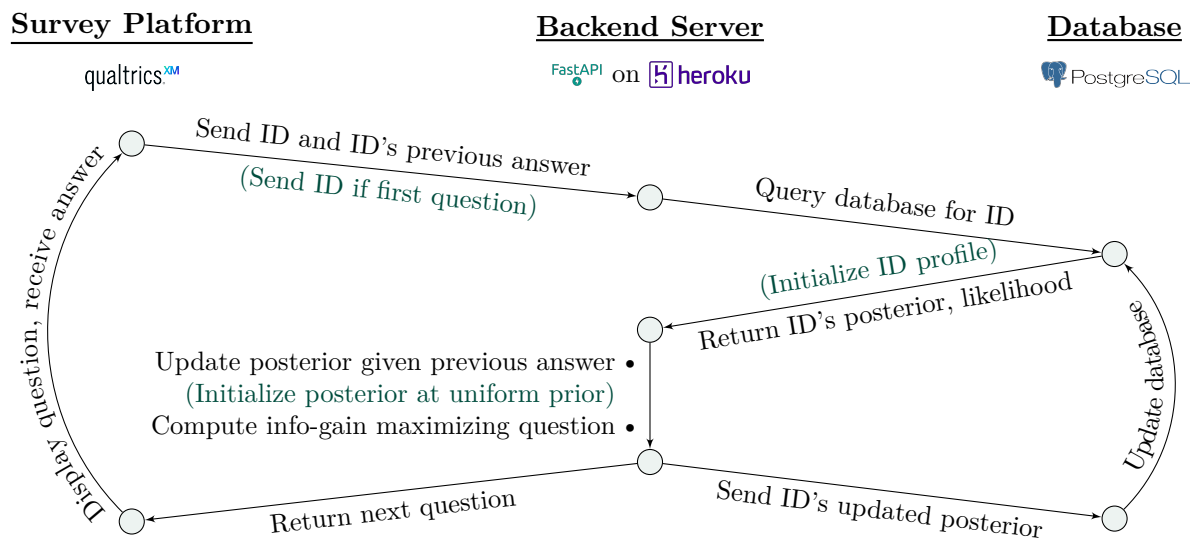 Survey Platform
Backend Server
Database
qualtrics.XM
FastAPI on heroku
PostgreSQL
Send ID and ID's previous answer
(Send ID if first question)
Query database for ID
(Initialize ID profile)
Return ID's posterior, likelihood
Display question, receive answer
Update posterior given previous answer •
(Initialize posterior at uniform prior)
Compute info-gain maximizing question •
Update database
Return next question
Send ID's updated posterior